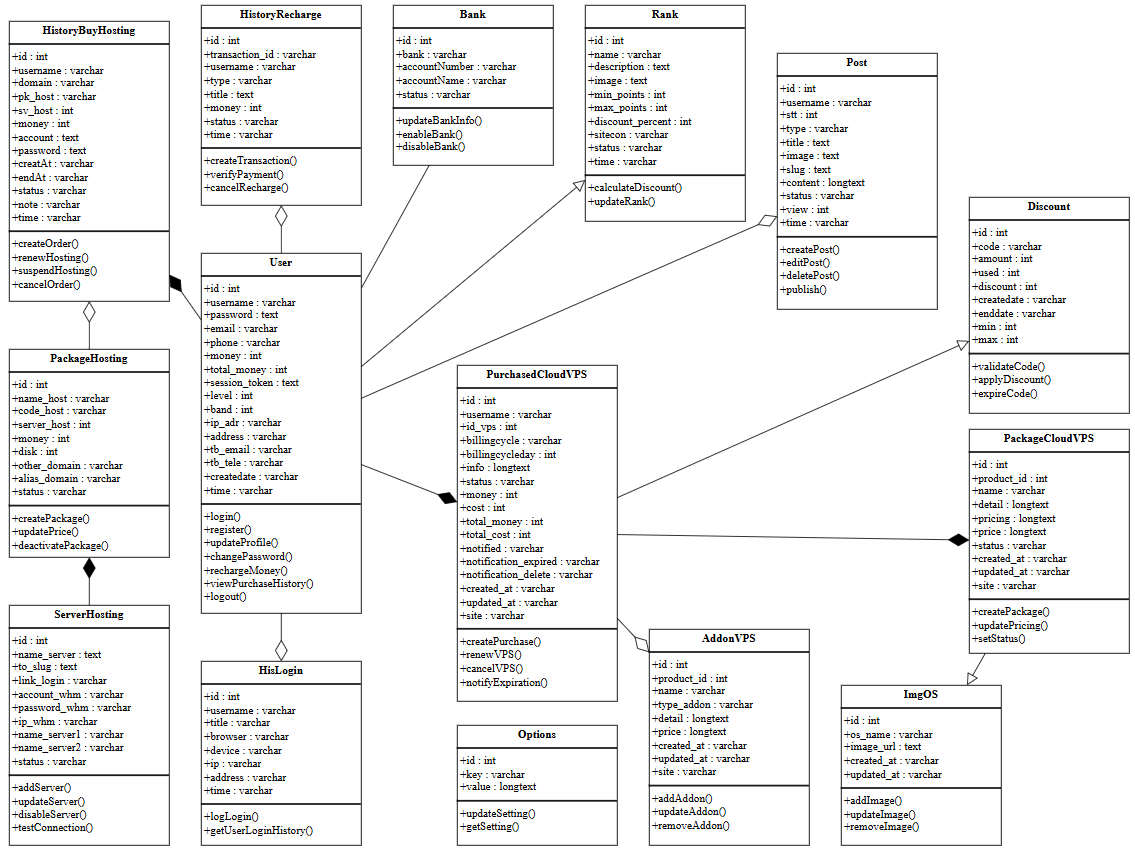 HistoryBuyHosting
+id : int
+username : varchar
+domain : varchar
+pk_host : varchar
+sv_host : int
+money : int
+account : text
+password : text
+creatAt : varchar
+endAt : varchar
+status : varchar
+note : varchar
+time : varchar
+createOrder()
+renewHosting()
+suspendHosting()
+cancelOrder()
HistoryRecharge
+id : int
+transaction_id : varchar
+username : varchar
+type : varchar
+title : text
+money : int
+status : varchar
+time : varchar
+createTransaction()
+verifyPayment()
+cancelRecharge()
Bank
+id : int
+bank : varchar
+accountNumber : varchar
+accountName : varchar
+status : varchar
+updateBankInfo()
+enableBank()
+disableBank()
Rank
+id : int
+name : varchar
+description : text
+image : text
+min_points : int
+max_points : int
+discount_percent : int
+sitecon : varchar
+status : varchar
+time : varchar
+calculateDiscount()
+updateRank()
Post
+id : int
+username : varchar
+stt : int
+type : varchar
+title : text
+image : text
+slug : text
+content : longtext
+status : varchar
+view : int
+time : varchar
+createPost()
+editPost()
+deletePost()
+publish()
Discount
+id : int
+code : varchar
+amount : int
+used : int
+discount : int
+createdate : varchar
+enddate : varchar
+min : int
+max : int
+validateCode()
+applyDiscount()
+expireCode()
User
+id : int
+username : varchar
+password : text
+email : varchar
+phone : varchar
+money : int
+total_money : int
+session_token : text
+level : int
+band : int
+ip_adr : varchar
+address : varchar
+tb_email : varchar
+tb_tele : varchar
+createdate : varchar
+time : varchar
+login()
+register()
+updateProfile()
+changePassword()
+rechargeMoney()
+viewPurchaseHistory()
+logout()
PackageHosting
+id : int
+name_host : varchar
+code_host : varchar
+server_host : int
+money : int
+disk : int
+other_domain : varchar
+alias_domain : varchar
+status : varchar
+createPackage()
+updatePrice()
+deactivatePackage()
PurchasedCloudVPS
+id : int
+username : varchar
+id_vps : int
+billingcycle : varchar
+billingcycleday : int
+info : longtext
+status : varchar
+money : int
+cost : int
+total_money : int
+total_cost : int
+notified : varchar
+notification_expired : varchar
+notification_delete : varchar
+created_at : varchar
+updated_at : varchar
+site : varchar
+createPurchase()
+renewVPS()
+cancelVPS()
+notifyExpiration()
PackageCloudVPS
+id : int
+product_id : int
+name : varchar
+detail : longtext
+pricing : longtext
+price : longtext
+status : varchar
+created_at : varchar
+updated_at : varchar
+site : varchar
+createPackage()
+updatePricing()
+setStatus()
ServerHosting
+id : int
+name_server : text
+to_slug : text
+link_login : varchar
+account_whm : varchar
+password_whm : varchar
+ip_whm : varchar
+name_server1 : varchar
+name_server2 : varchar
+status : varchar
+addServer()
+updateServer()
+disableServer()
+testConnection()
HisLogin
+id : int
+username : varchar
+title : varchar
+browser : varchar
+device : varchar
+ip : varchar
+address : varchar
+time : varchar
+logLogin()
+getUserLoginHistory()
Options
+id : int
+key : varchar
+value : longtext
+updateSetting()
+getSetting()
AddonVPS
+id : int
+product_id : int
+name : varchar
+type_addon : varchar
+detail : longtext
+price : longtext
+created_at : varchar
+updated_at : varchar
+site : varchar
+addAddon()
+updateAddon()
+removeAddon()
ImgOS
+id : int
+os_name : varchar
+image_url : text
+created_at : varchar
+updated_at : varchar
+addImage()
+updateImage()
+removeImage()